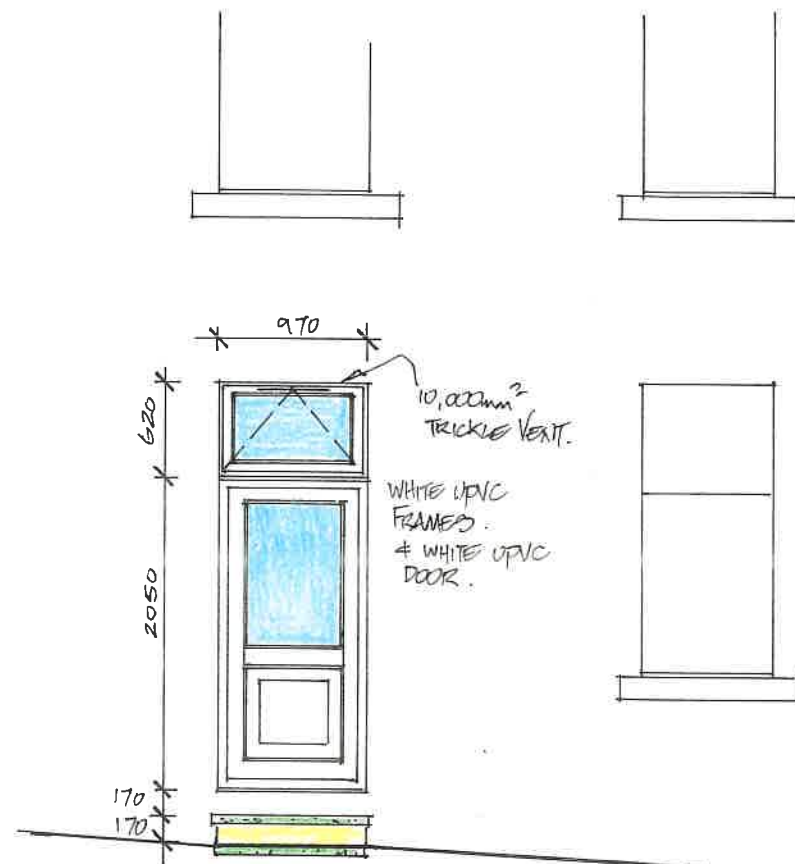 970
620
10,000mm²
TRICKLE VENT.
WHITE UPVC
FRAMES.
& WHITE UPVC
DOOR.
2050
170
170